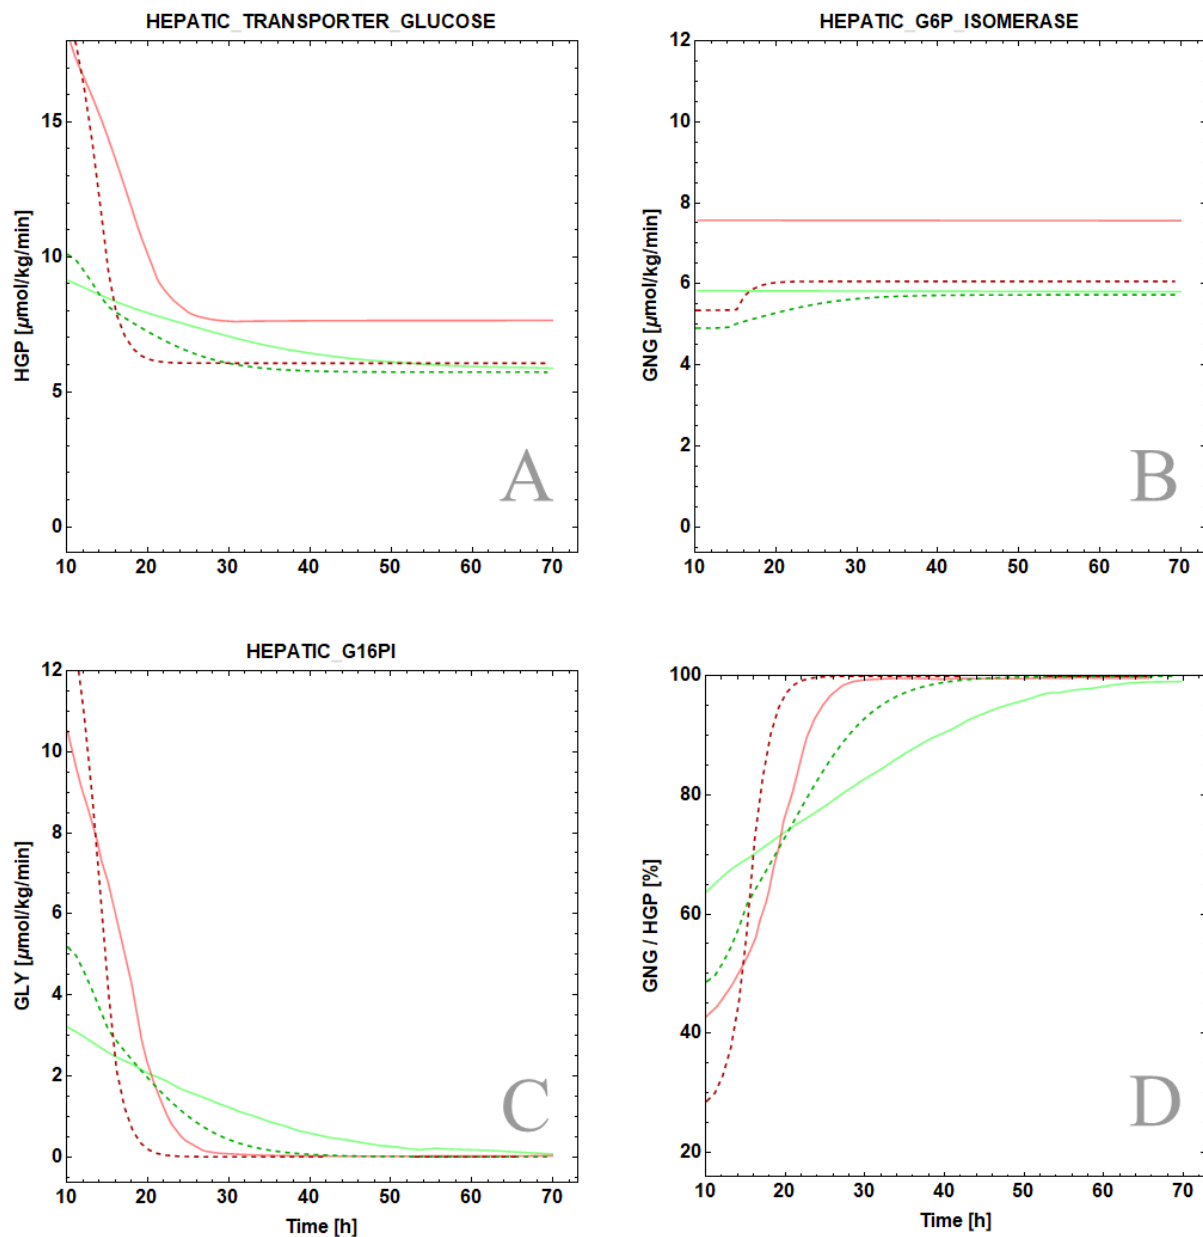 HEPATIC_TRANSPORTER_GLUCOSE
HGP [μmol/kg/min]
15
10
5
0
10 20 30 40 50 60 70
A
HEPATIC_G6P_ISOMERASE
GNG [μmol/kg/min]
12
10
8
6
4
2
0
10 20 30 40 50 60 70
B
HEPATIC_G16PI
GLY [μmol/kg/min]
12
10
8
6
4
2
0
10 20 30 40 50 60 70
Time [h]
C
GNG / HGP [%]
100
80
60
40
20
10 20 30 40 50 60 70
Time [h]
D